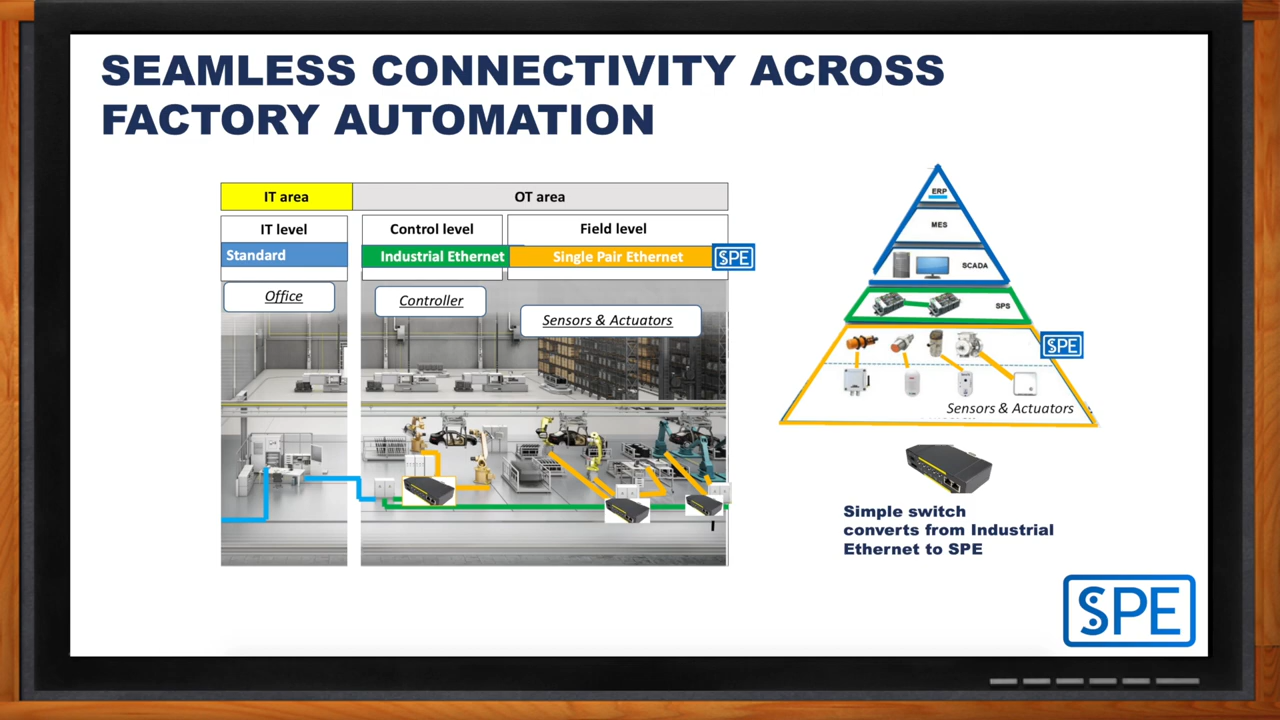 SEAMLESS CONNECTIVITY ACROSS
FACTORY AUTOMATION
IT area
OT area
IT level
Control level
Field level
Standard
Industrial Ethernet
Single Pair Ethernet
SPE
Office
Controller
Sensors & Actuators
ERP
MES
SCADA
SPS
SPE
Sensors & Actuators
Simple switch
converts from Industrial
Ethernet to SPE
SPE